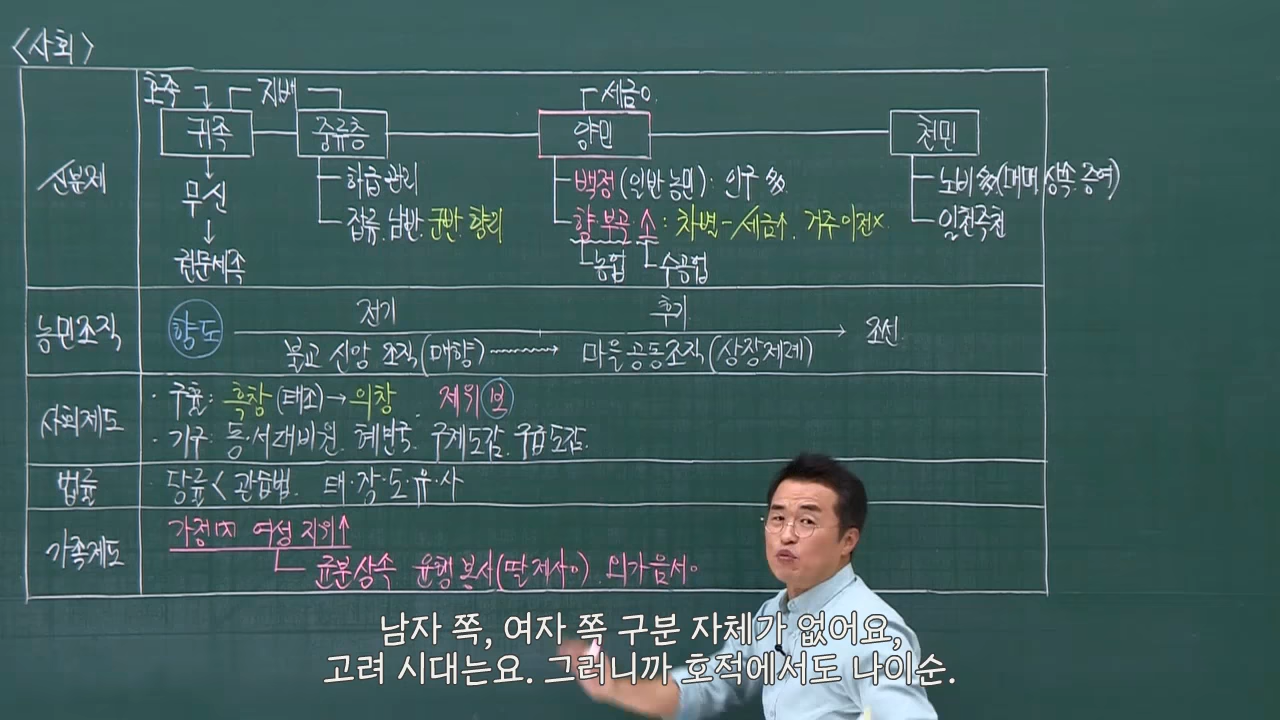 <사회>
호족 지배 세금○
귀족 중류층 양민 천민
신분제
무신
권문세족
하급관리
잡류, 남반, 군반, 향리
백정(일반 농민): 인구 多
향·부곡·소: 차별-세금↑, 거주이전×
농업 수공업
노비 多(매매, 상속, 증여)
일천즉천
농민조직 향도 전기 후기 조선
불교 신앙 조직(매향) 마을 공동조직(상장제례)
사회제도
· 구휼: 흑창(태조)→의창, 제위보
· 기구: 동·서대비원, 혜민국, 구제도감, 구급도감.
법률 당률<관습법. 태·장·도·유·사
가족제도 가정 內 여성 지위↑
균분상속 윤행봉사(딸 제사○), 외가음서○
남자 쪽, 여자 쪽 구분 자체가 없어요,
고려 시대는요. 그러니까 호적에서도 나이순.